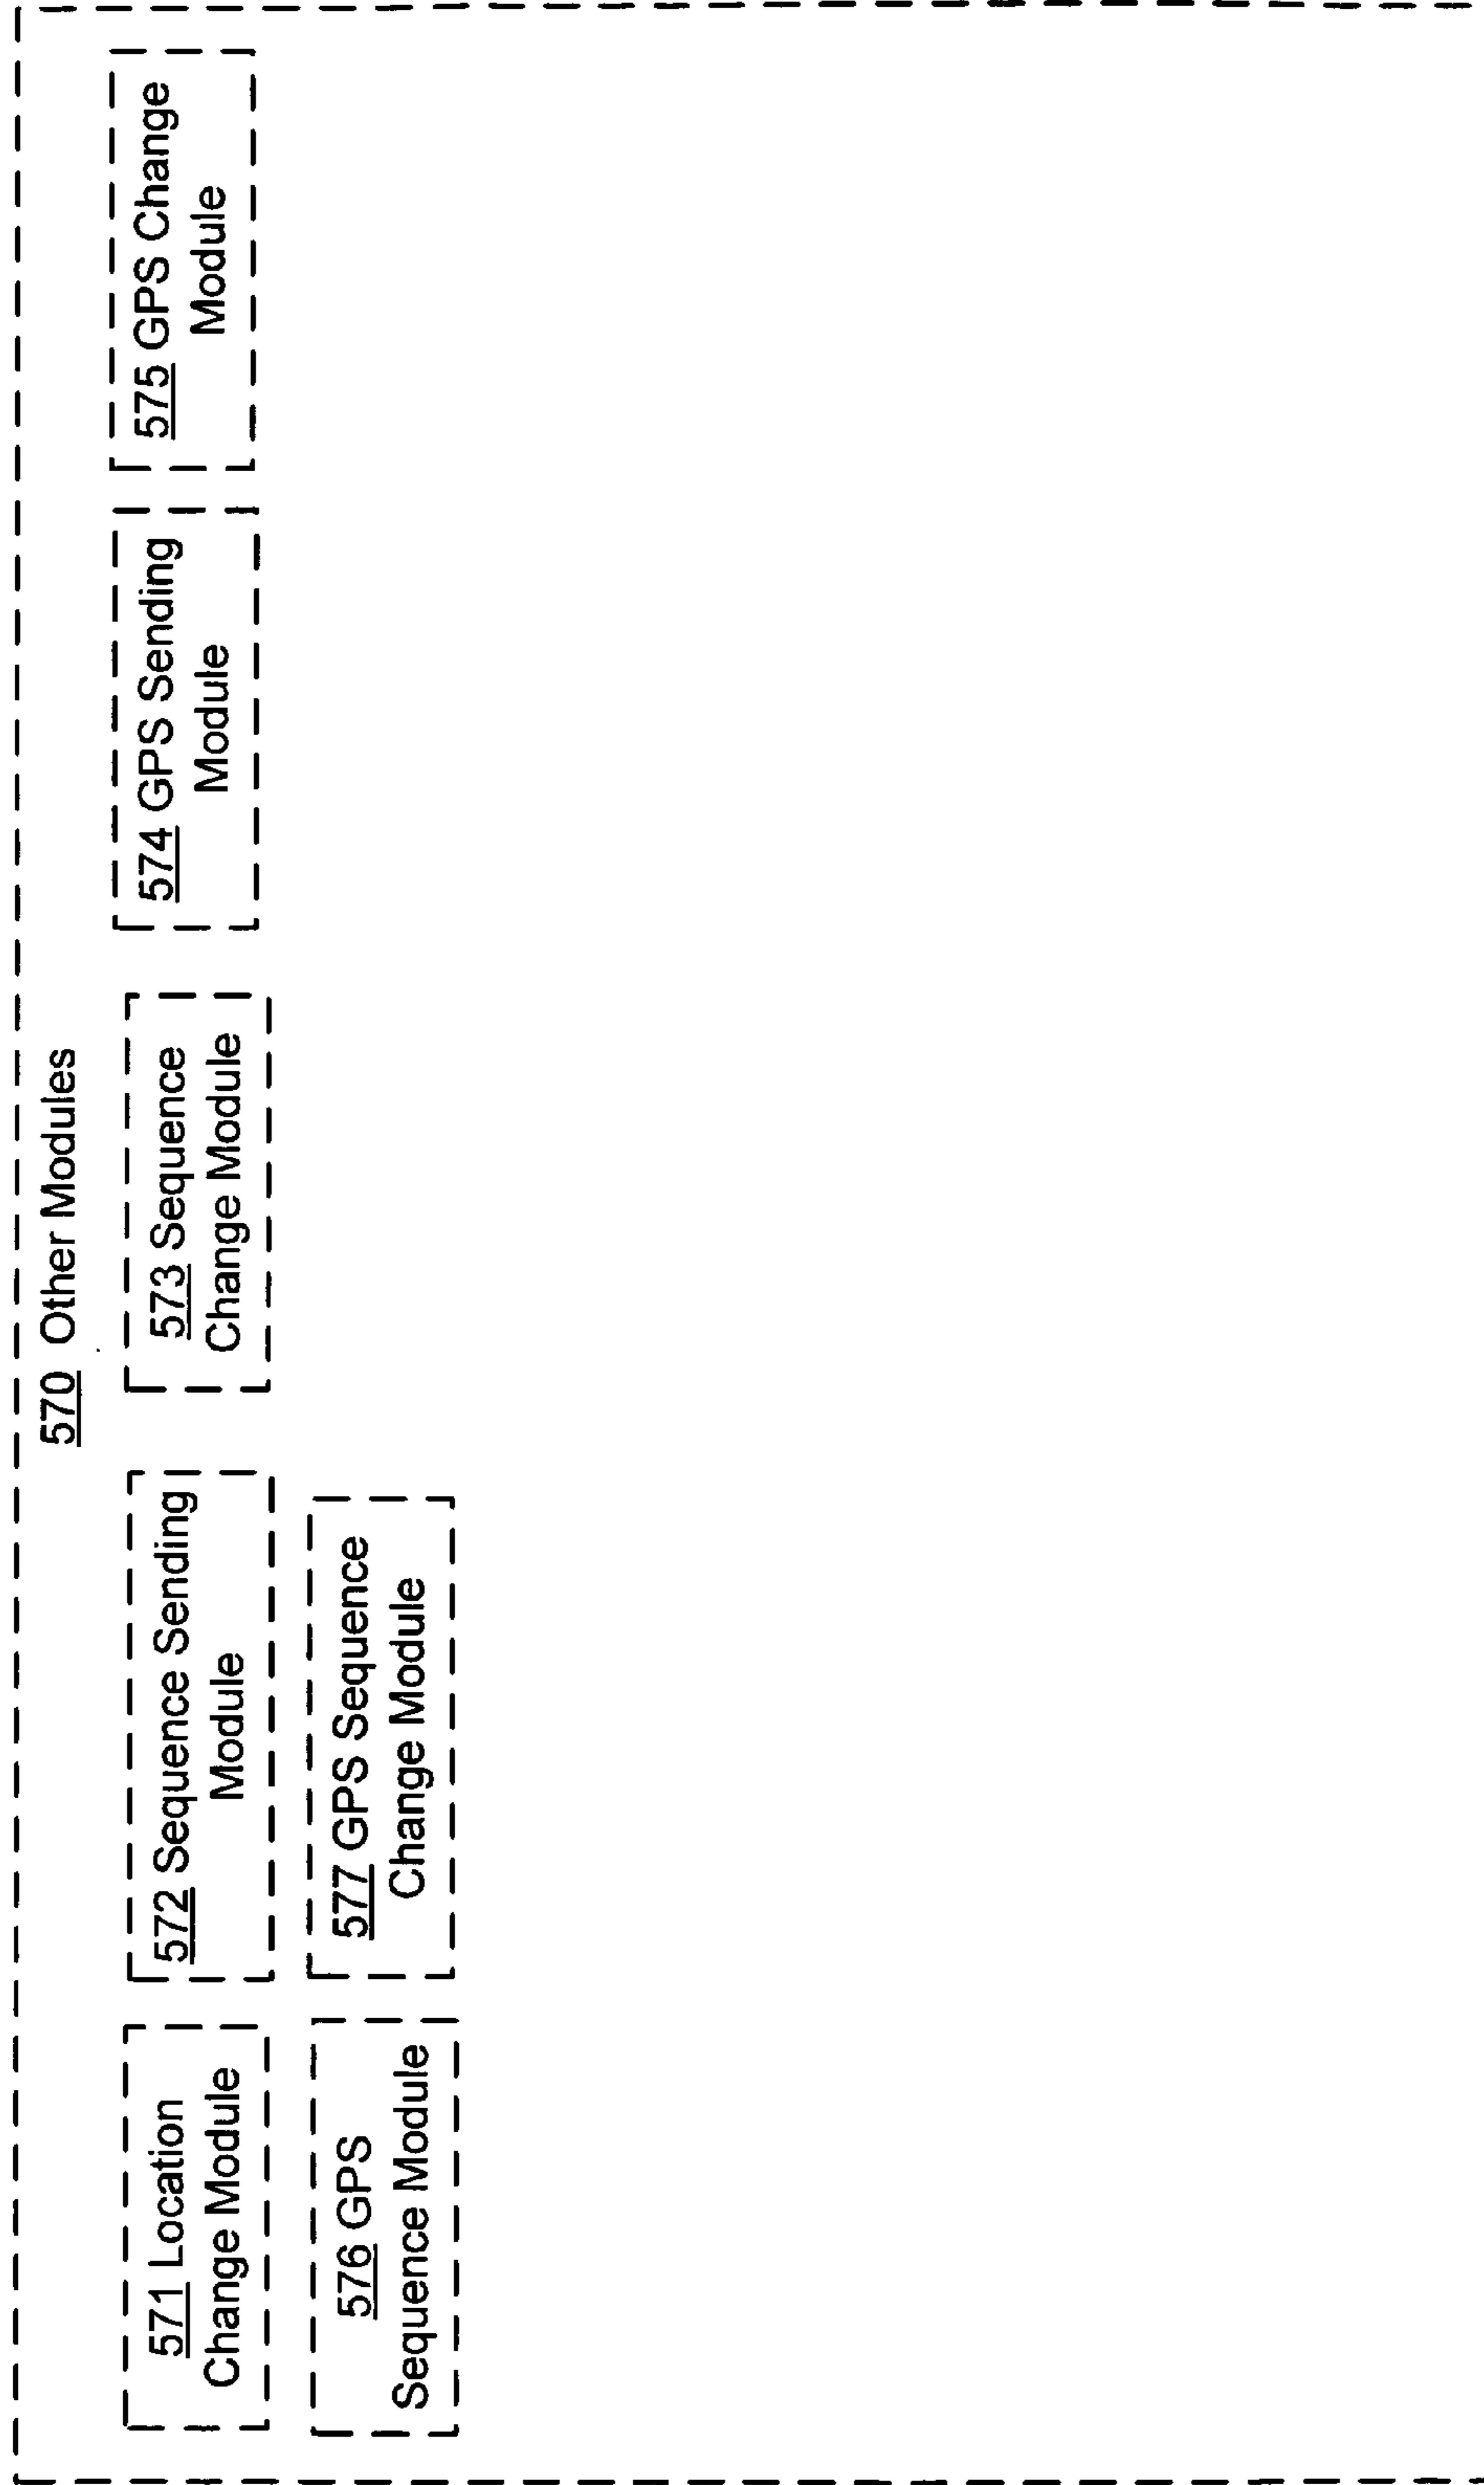 570 Other Modules
571 Location
Change Module
572 Sequence Sending
Module
573 Sequence
Change Module
574 GPS Sending
Module
575 GPS Change
Module
576 GPS
Sequence Module
577 GPS Sequence
Change Module